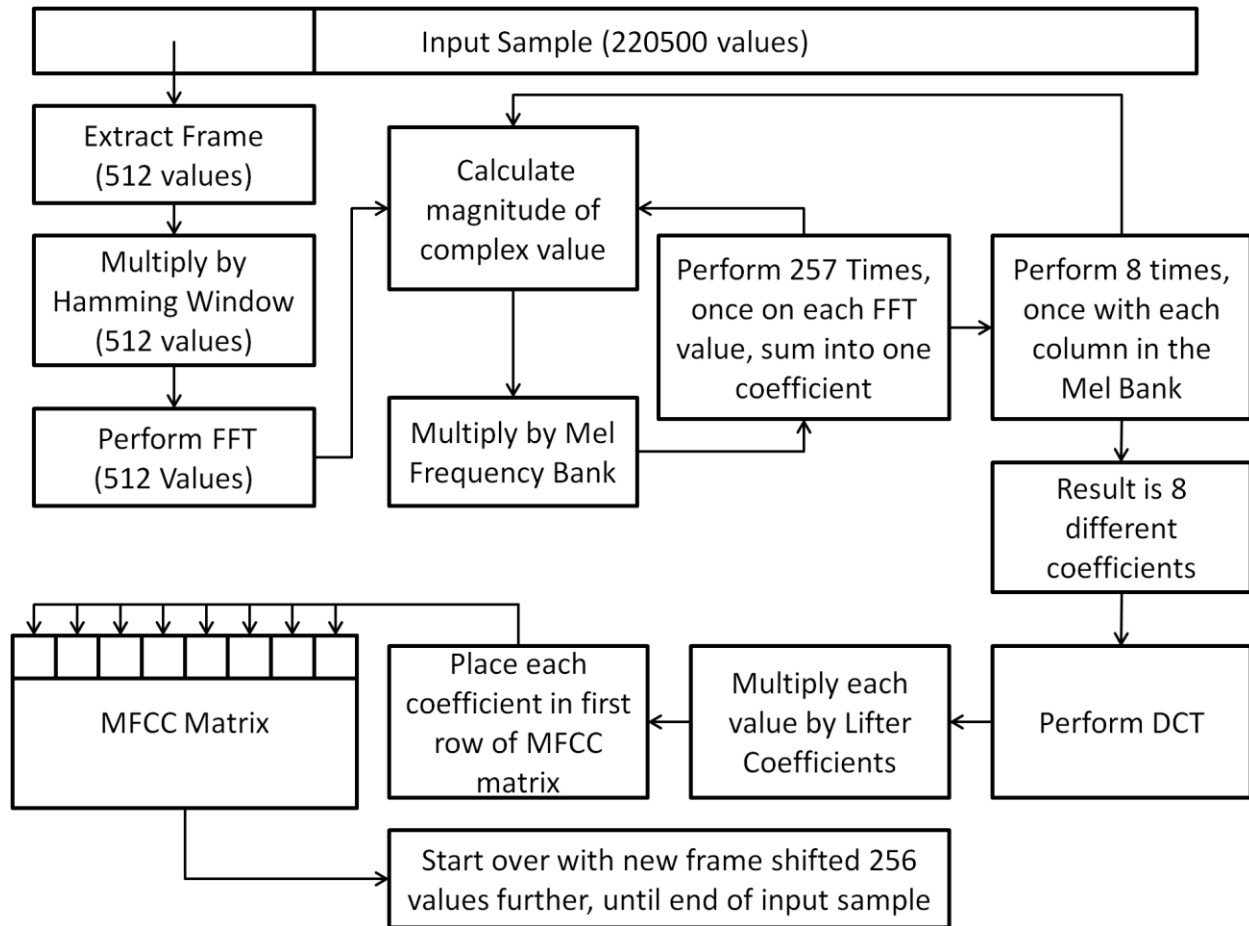 Input Sample (220500 values)
Extract Frame
(512 values)
Multiply by
Hamming Window
(512 values)
Perform FFT
(512 Values)
Calculate
magnitude of
complex value
Multiply by Mel
Frequency Bank
Perform 257 Times,
once on each FFT
value, sum into one
coefficient
Perform 8 times,
once with each
column in the
Mel Bank
Result is 8
different
coefficients
Perform DCT
Multiply each
value by Lifter
Coefficients
Place each
coefficient in first
row of MFCC
matrix
MFCC Matrix
Start over with new frame shifted 256
values further, until end of input sample